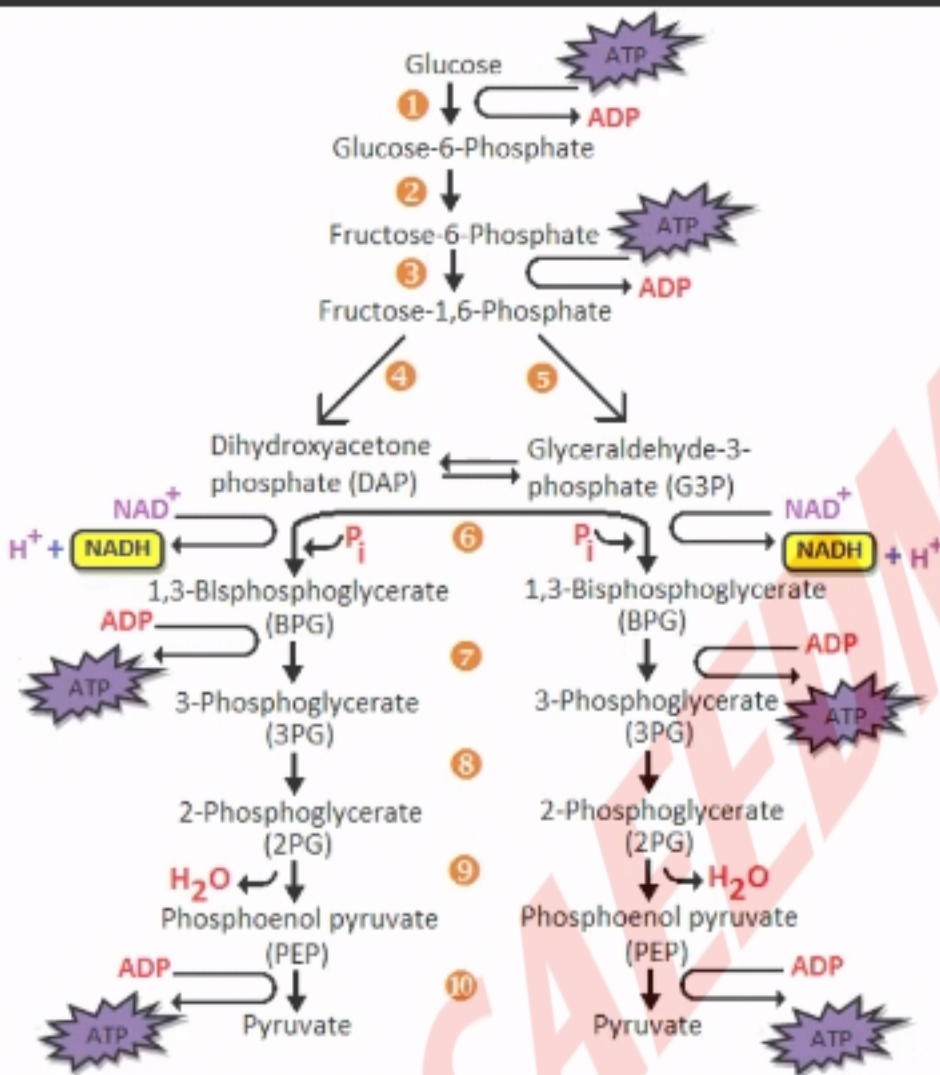 Glucose
ATP
1
ADP
Glucose-6-Phosphate
2
Fructose-6-Phosphate
ATP
3
ADP
Fructose-1,6-Phosphate
4
5
Dihydroxyacetone
phosphate (DAP)
Glyceraldehyde-3-
phosphate (G3P)
NAD+
H+ + NADH
Pi
6
Pi
NAD+
NADH + H+
1,3-BIsphosphoglycerate
(BPG)
1,3-Bisphosphoglycerate
(BPG)
ADP
ATP
7
ADP
ATP
3-Phosphoglycerate
(3PG)
3-Phosphoglycerate
(3PG)
8
2-Phosphoglycerate
(2PG)
2-Phosphoglycerate
(2PG)
H2O
9
H2O
Phosphoenol pyruvate
(PEP)
Phosphoenol pyruvate
(PEP)
ADP
ATP
10
ADP
ATP
Pyruvate
Pyruvate